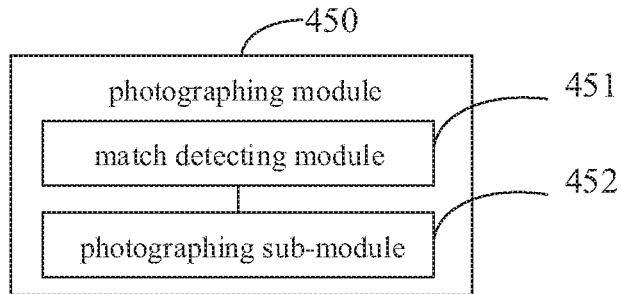 450
photographing module
451
match detecting module
452
photographing sub-module